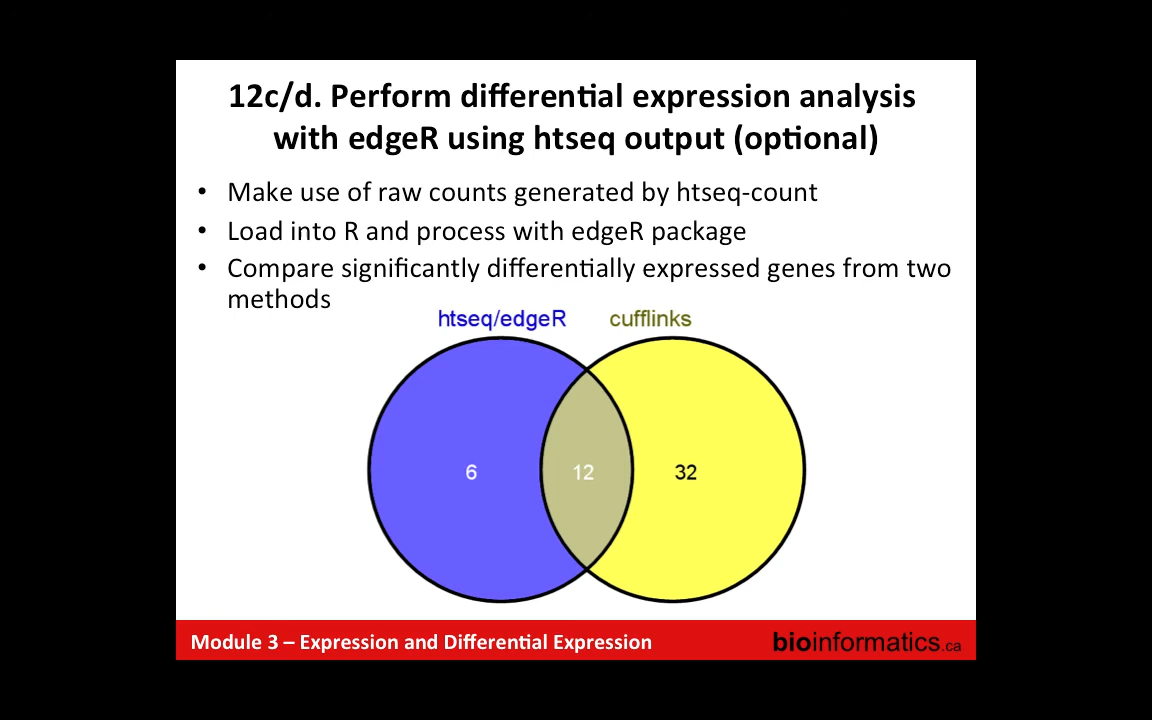 12c/d. Perform differential expression analysis
with edgeR using htseq output (optional)
• Make use of raw counts generated by htseq-count
• Load into R and process with edgeR package
• Compare significantly differentially expressed genes from two
methods
htseq/edgeR cufflinks
6 12 32
Module 3 – Expression and Differential Expression bioinformatics.ca